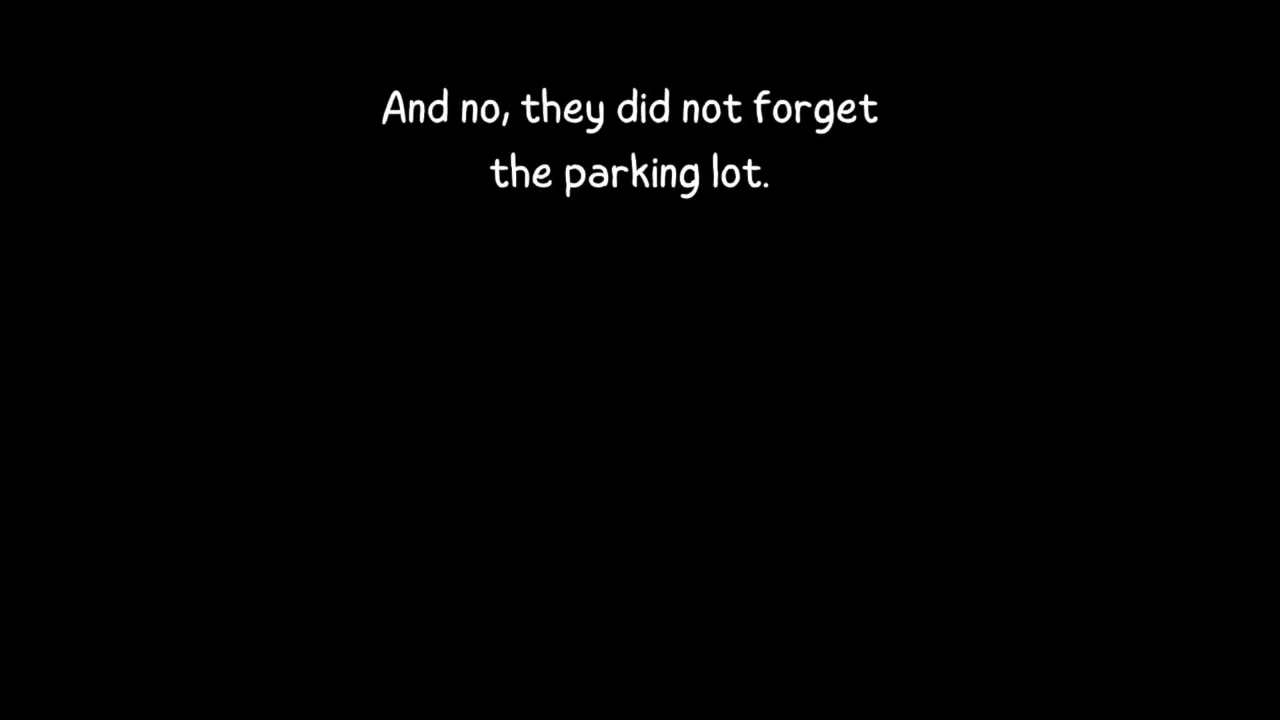 And no, they did not forget
the parking lot.